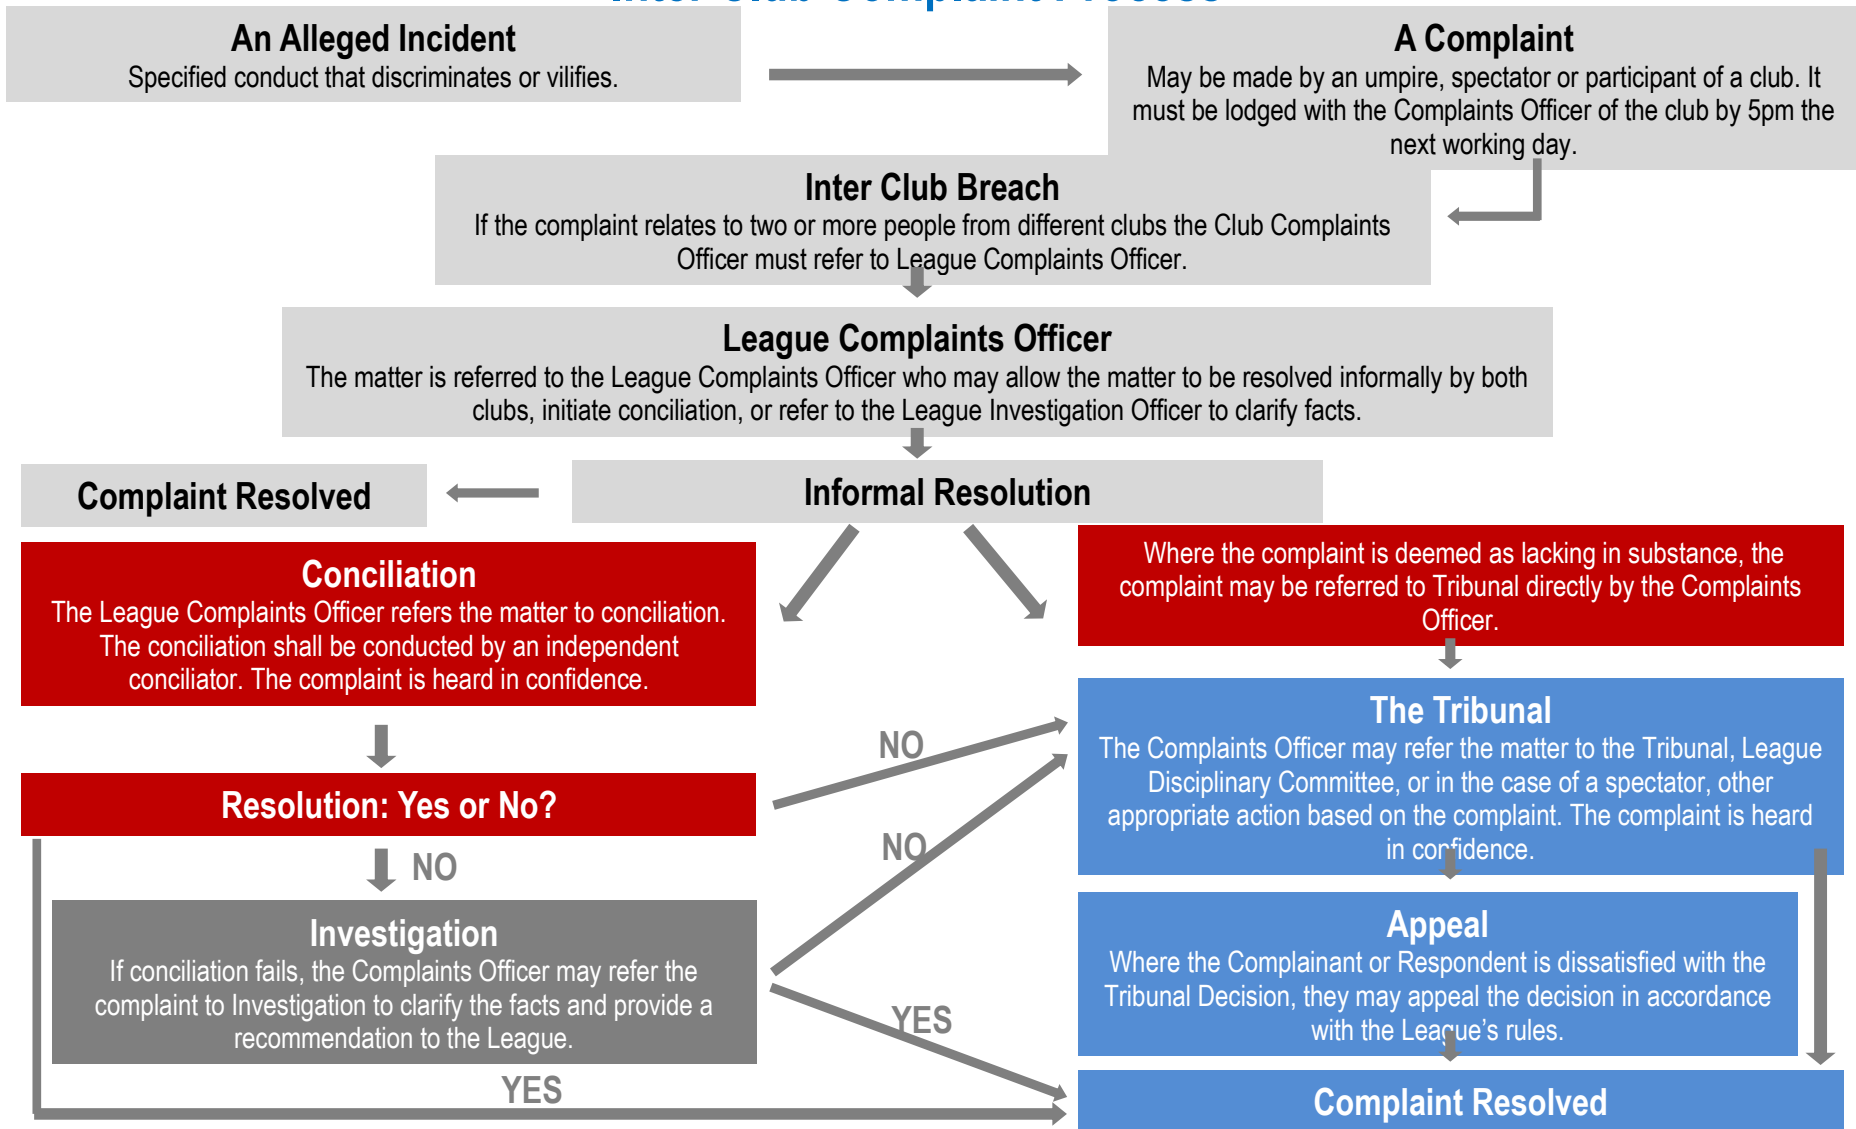 Inter Club Complaint Process
An Alleged Incident
Specified conduct that discriminates or vilifies.
A Complaint
May be made by an umpire, spectator or participant of a club. It
must be lodged with the Complaints Officer of the club by 5pm the
next working day.
Inter Club Breach
If the complaint relates to two or more people from different clubs the Club Complaints
Officer must refer to League Complaints Officer.
League Complaints Officer
The matter is referred to the League Complaints Officer who may allow the matter to be resolved informally by both
clubs, initiate conciliation, or refer to the League Investigation Officer to clarify facts.
Complaint Resolved
Informal Resolution
Conciliation
The League Complaints Officer refers the matter to conciliation.
The conciliation shall be conducted by an independent
conciliator. The complaint is heard in confidence.
Where the complaint is deemed as lacking in substance, the
complaint may be referred to Tribunal directly by the Complaints
Officer.
Resolution: Yes or No?
NO
NO
NO
The Tribunal
The Complaints Officer may refer the matter to the Tribunal, League
Disciplinary Committee, or in the case of a spectator, other
appropriate action based on the complaint. The complaint is heard
in confidence.
Investigation
If conciliation fails, the Complaints Officer may refer the
complaint to Investigation to clarify the facts and provide a
recommendation to the League.
YES
YES
Appeal
Where the Complainant or Respondent is dissatisfied with the
Tribunal Decision, they may appeal the decision in accordance
with the League’s rules.
Complaint Resolved